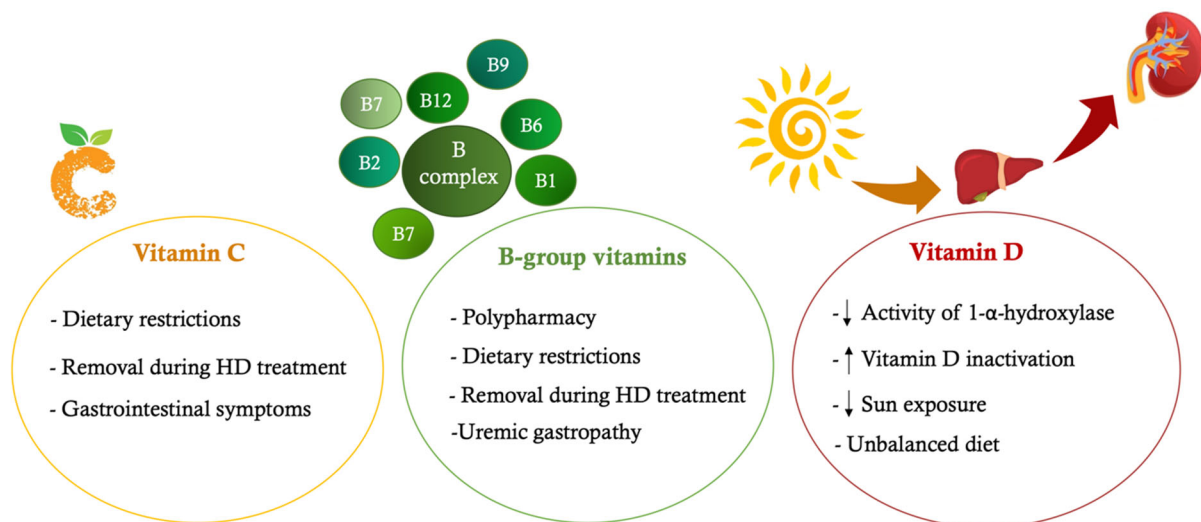 B9
B7
B12
B6
B2
B
complex
B1
B7
C
Vitamin C
- Dietary restrictions
- Removal during HD treatment
- Gastrointestinal symptoms
B-group vitamins
- Polypharmacy
- Dietary restrictions
- Removal during HD treatment
-Uremic gastropathy
Vitamin D
-↓ Activity of 1-α-hydroxylase
-↑ Vitamin D inactivation
-↓ Sun exposure
- Unbalanced diet